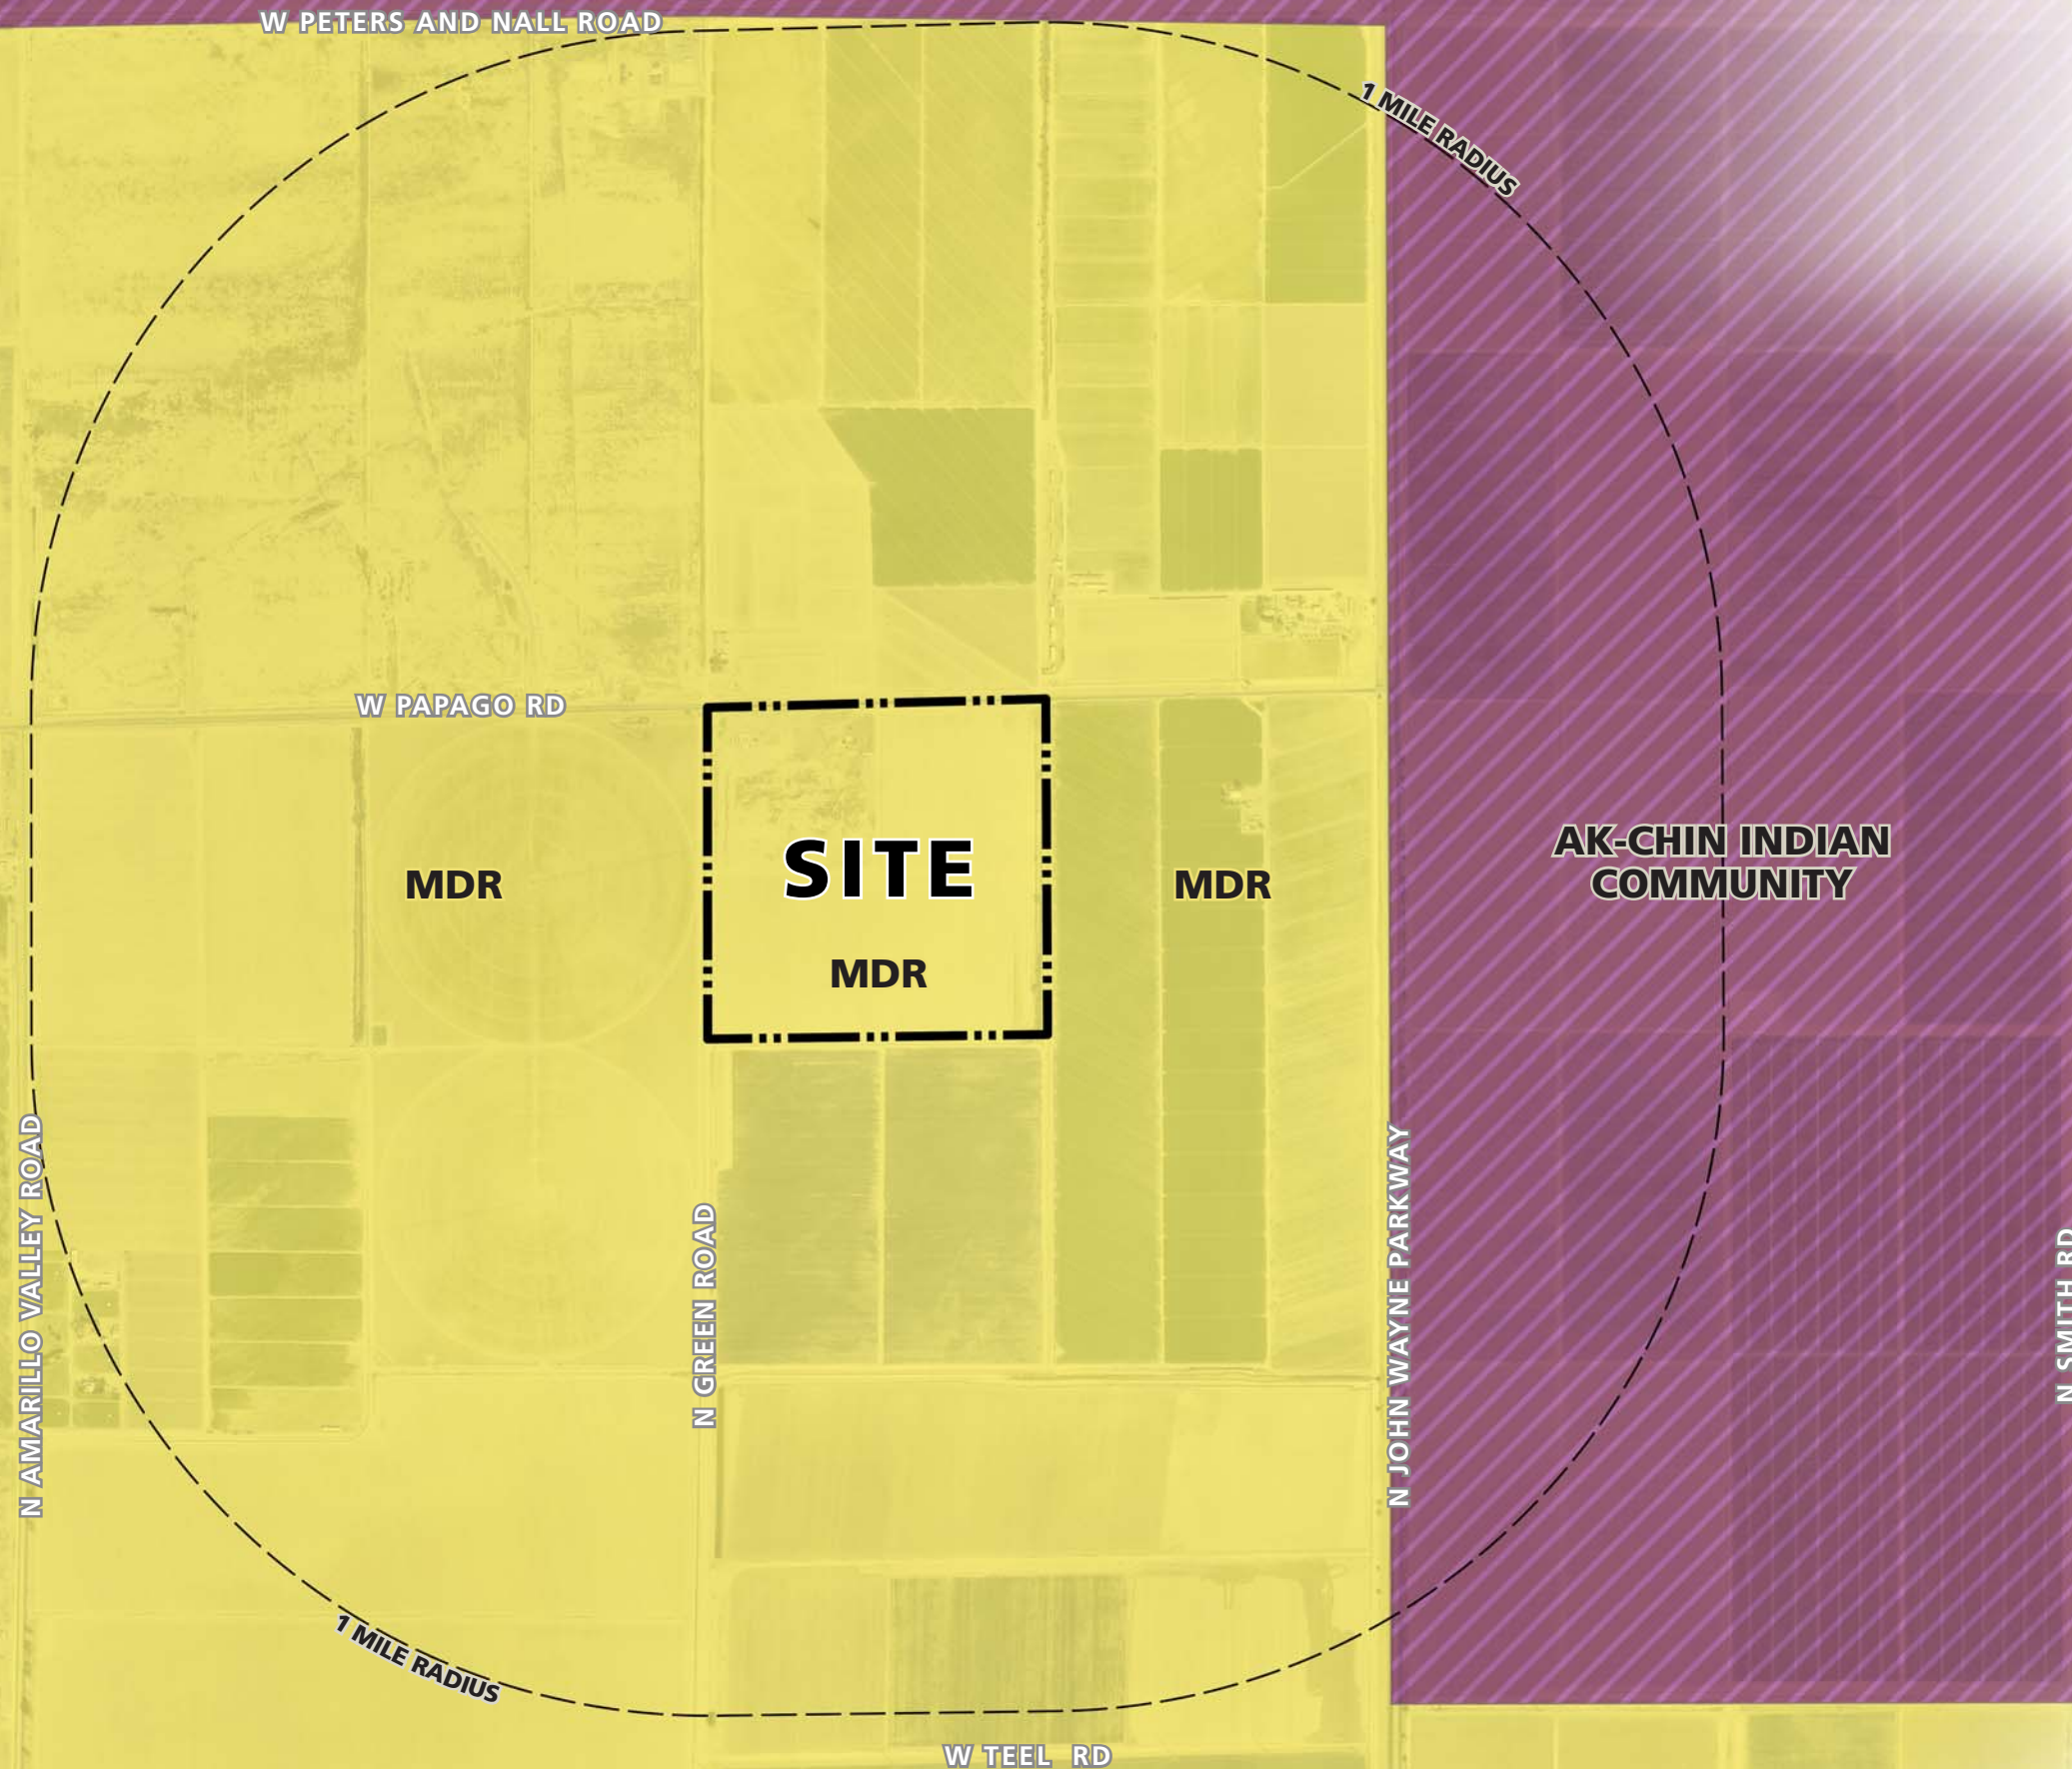 W PETERS AND NALL ROAD
1 MILE RADIUS
W PAPAGO RD
SITE
MDR
MDR
MDR
AK-CHIN INDIAN
COMMUNITY
N AMARILLO VALLEY ROAD
N GREEN ROAD
N JOHN WAYNE PARKWAY
N SMITH RD
1 MILE RADIUS
W TEEL RD